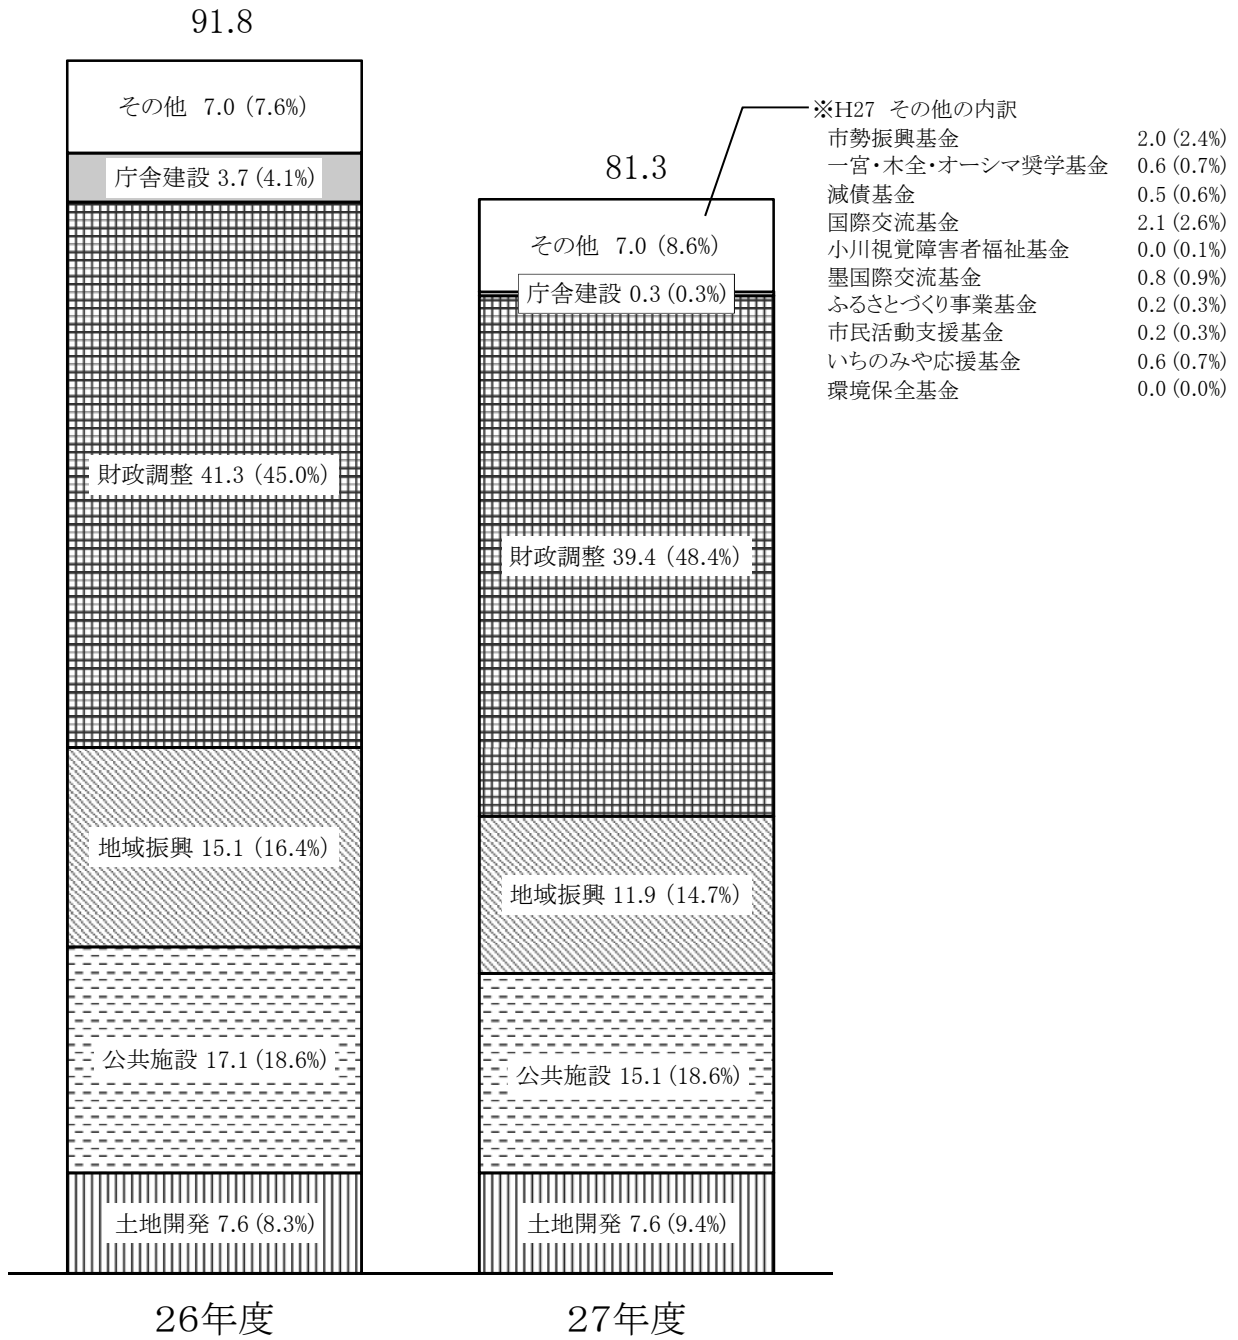 91.8
その他 7.0 (7.6%)
庁舎建設 3.7 (4.1%)
財政調整 41.3 (45.0%)
地域振興 15.1 (16.4%)
公共施設 17.1 (18.6%)
土地開発 7.6 (8.3%)
26年度
81.3
その他 7.0 (8.6%)
庁舎建設 0.3 (0.3%)
財政調整 39.4 (48.4%)
地域振興 11.9 (14.7%)
公共施設 15.1 (18.6%)
土地開発 7.6 (9.4%)
27年度
※H27 その他の内訳
市勢振興基金 2.0 (2.4%)
一宮・木全・オーシマ奨学基金 0.6 (0.7%)
減債基金 0.5 (0.6%)
国際交流基金 2.1 (2.6%)
小川視覚障害者福祉基金 0.0 (0.1%)
墨国際交流基金 0.8 (0.9%)
ふるさとづくり事業基金 0.2 (0.3%)
市民活動支援基金 0.2 (0.3%)
いちのみや応援基金 0.6 (0.7%)
環境保全基金 0.0 (0.0%)